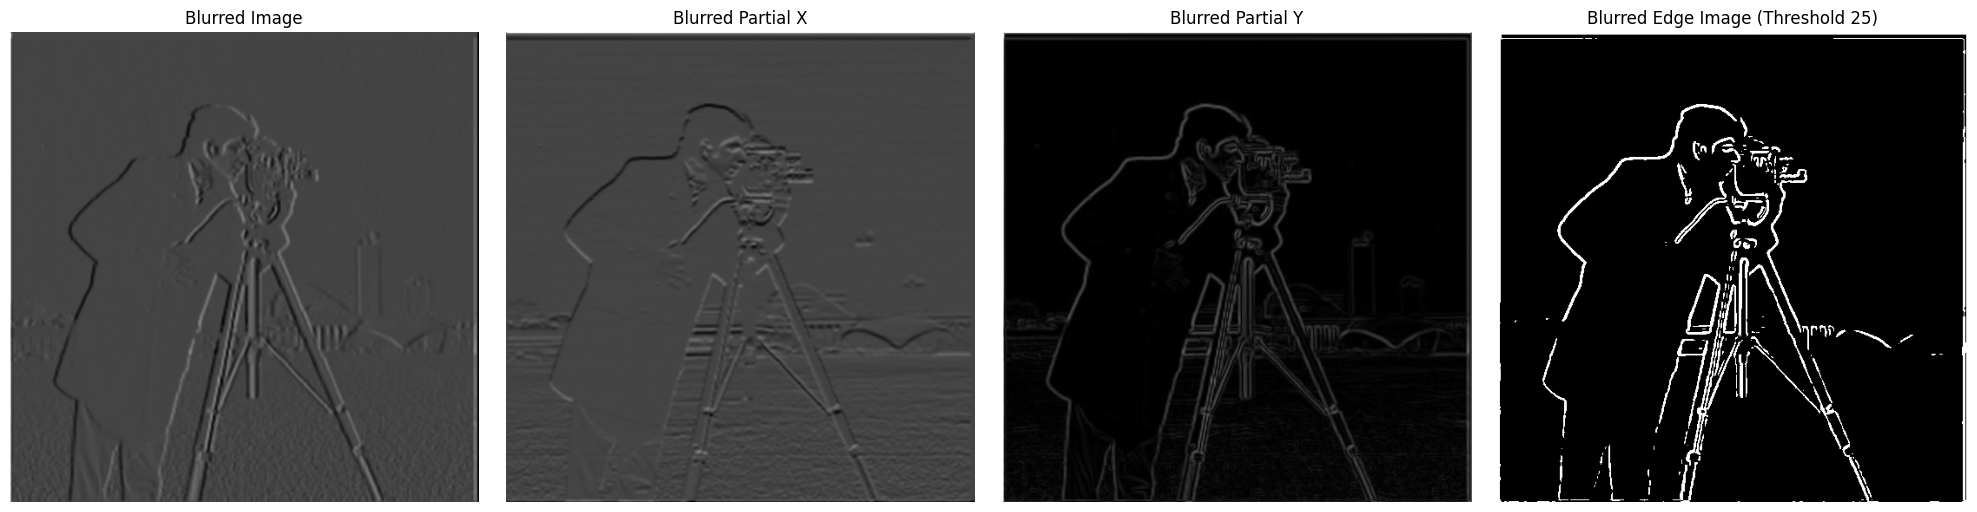 Blurred Image
Blurred Partial X
Blurred Partial Y
Blurred Edge Image (Threshold 25)